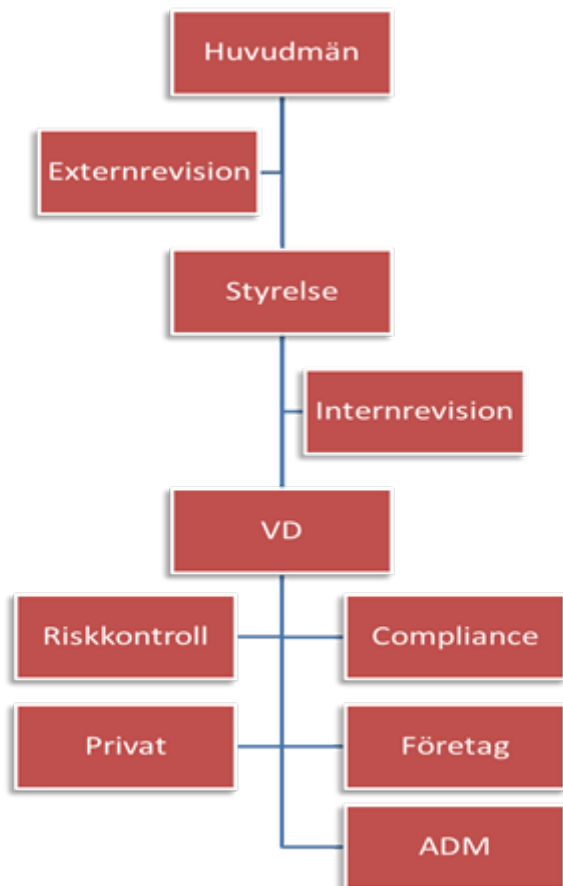 Huvudmän
Externrevision
Styrelse
Internrevision
VD
Riskkontroll
Compliance
Privat
Företag
ADM